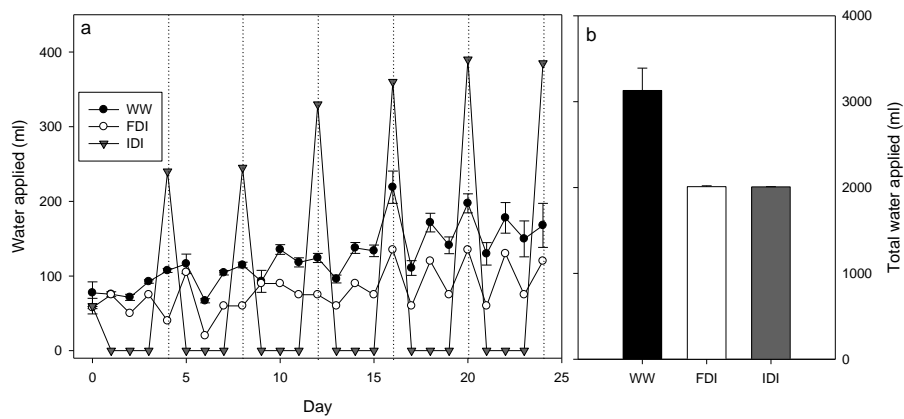 a
Water applied (ml)
400
300
200
100
0
WW
FDI
IDI
0 5 10 15 20 25
Day
b
4000
3000
2000
1000
0
Total water applied (ml)
WW FDI IDI